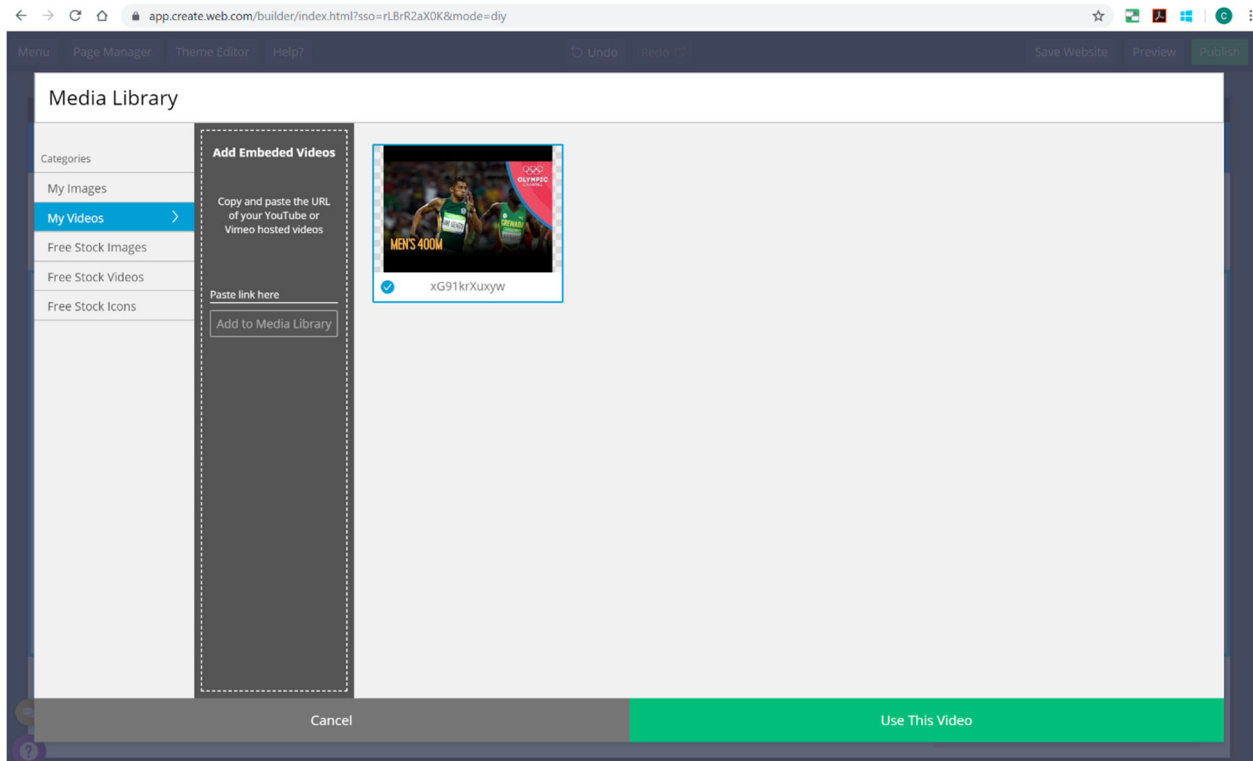 app.create.web.com/builder/index.html?sso=rLBrR2aX0K&mode=diy
C
Menu Page Manager Theme Editor Help? Undo Redo Save Website Preview Publish
Media Library
Categories
My Images
My Videos
Free Stock Images
Free Stock Videos
Free Stock Icons
Add Embeded Videos
Copy and paste the URL
of your YouTube or
Vimeo hosted videos
Paste link here
Add to Media Library
OLYMPIC
CHANNEL
GRENADA
MEN'S 400M
xG91krXuxyw
Cancel
Use This Video
?